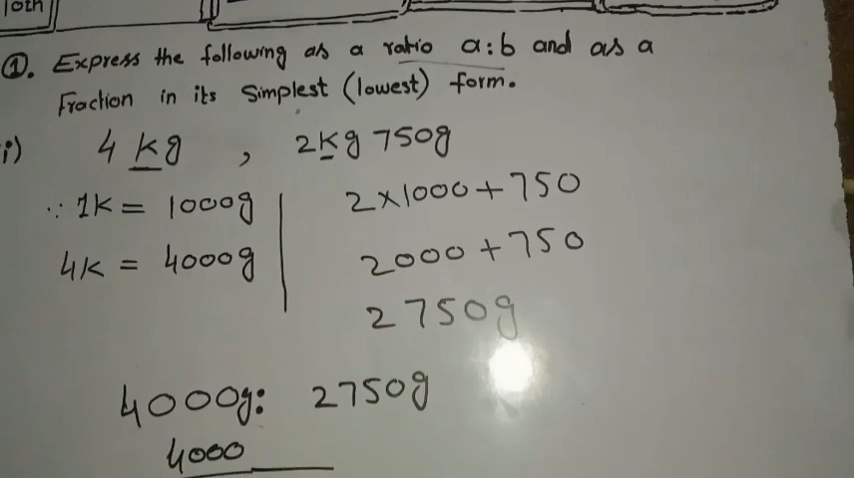 10th
①. Express the following as a ratio a:b and as a
Fraction in its Simplest (lowest) form.
i) 4 Kg , 2Kg 750g
∵ 1K = 1000g 2×1000+750
4K = 4000g 2000+750
2750g
4000g: 2750g
4000